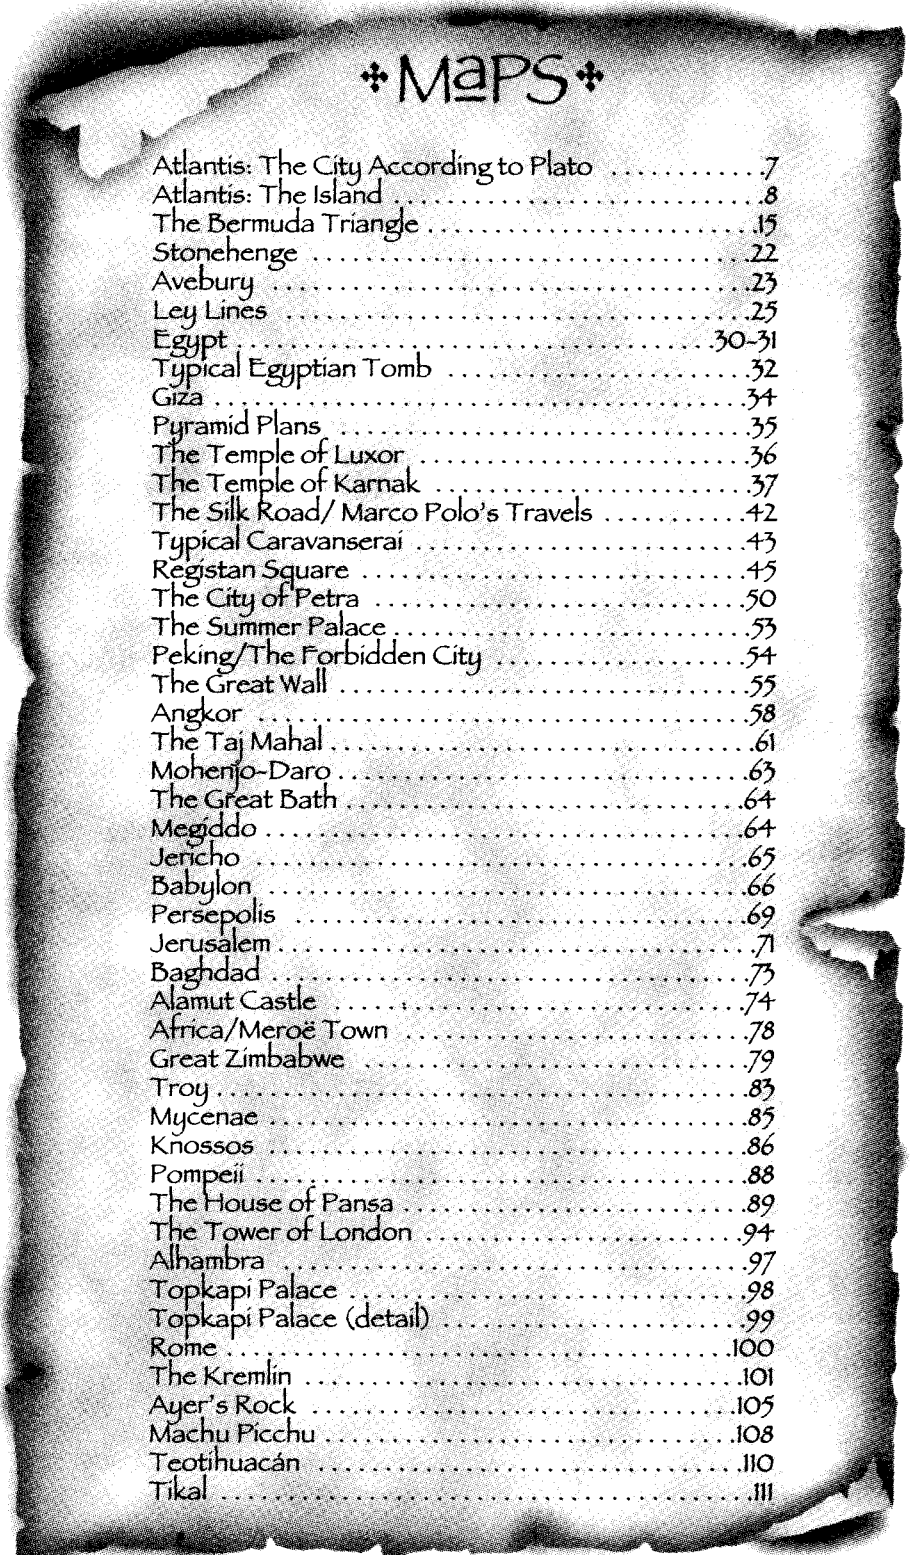 MaPS
Atlantis: The City According to Plato ............7
Atlantis: The Island ............................8
The Bermuda Triangle .........................15
Stonehenge .................................22
Avebury ....................................23
Ley Lines ...................................25
Egypt ....................................30-31
Typical Egyptian Tomb .......................32
Giza ........................................34
Pyramid Plans ...............................35
The Temple of Luxor .........................36
The Temple of Karnak ........................37
The Silk Road/ Marco Polo's Travels ...........42
Typical Caravanserai .........................43
Registan Square .............................45
The City of Petra ............................50
The Summer Palace ...........................53
Peking/The Forbidden City ...................54
The Great Wall ..............................55
Angkor .....................................58
The Taj Mahal ................................61
Mohenjo-Daro ...............................63
The Great Bath ..............................64
Megiddo ....................................64
Jericho .....................................65
Babylon ....................................66
Persepolis ..................................69
Jerusalem ...................................71
Baghdad ....................................73
Alamut Castle ...............................74
Africa/Meroë Town ..........................78
Great Zimbabwe .............................79
Troy ........................................83
Mycenae ....................................85
Knossos ....................................86
Pompeii .....................................88
The House of Pansa ..........................89
The Tower of London ........................94
Alhambra ...................................97
Topkapi Palace ..............................98
Topkapi Palace (detail) .......................99
Rome ......................................100
The Kremlin ................................101
Ayer's Rock .................................105
Machu Picchu ...............................108
Teotihuacán ................................110
Tikal ........................................111